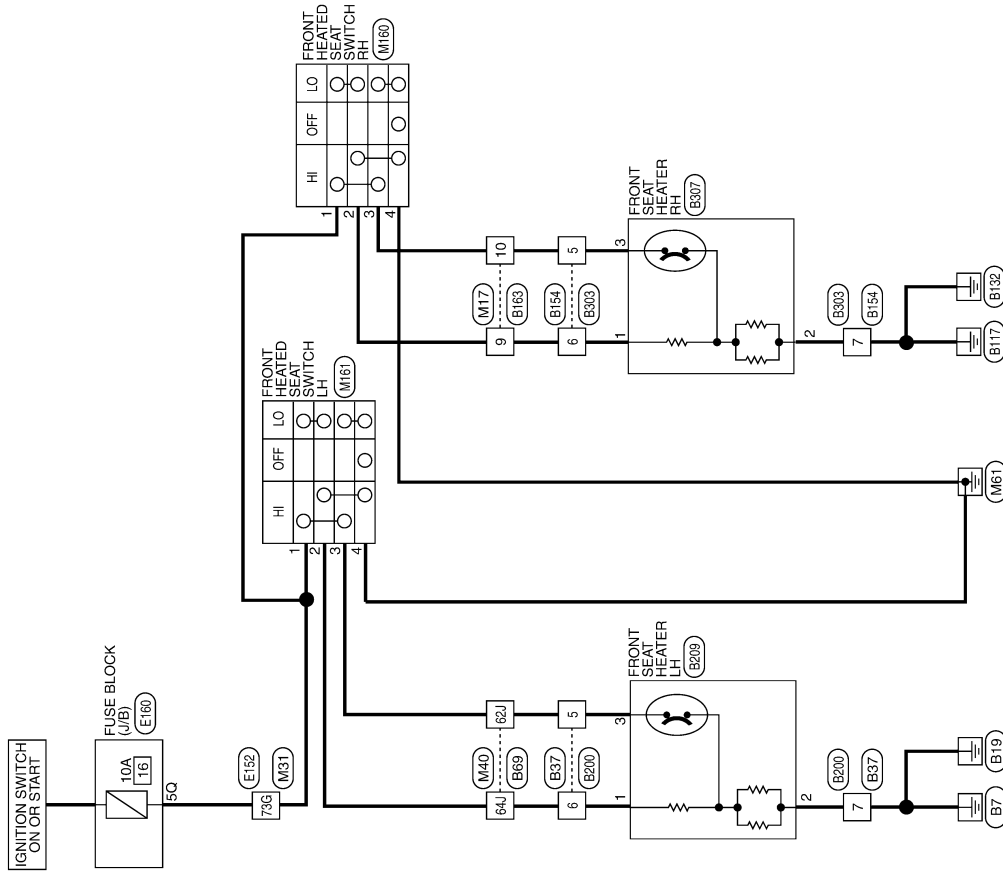 IGNITION SWITCH
ON OR START
FUSE BLOCK
(J/B)
E160
10A
16
5Q
73G
E152
M31
FRONT
HEATED
SEAT
SWITCH
RH
M160
HI
OFF
LO
1
2
3
4
FRONT
HEATED
SEAT
SWITCH
LH
M161
HI
OFF
LO
1
2
3
4
64J
M40
B69
62J
6
B37
B200
5
9
M17
B163
10
6
B154
B303
5
FRONT
SEAT
HEATER
LH
B209
1
3
2
FRONT
SEAT
HEATER
RH
B307
1
3
2
7
B200
B37
7
B303
B154
B7
B19
M61
B117
B132